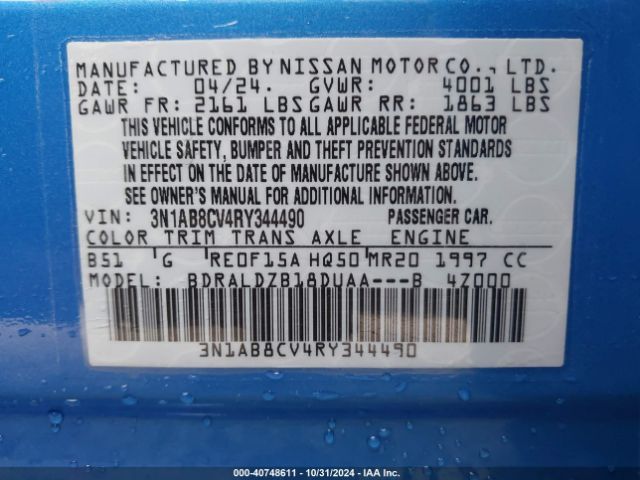 MANUFACTURED BY NISSAN MOTOR CO., LTD.
DATE: 04/24. GVWR: 4001 LBS
GAWR FR: 2161 LBS GAWR RR: 1863 LBS
THIS VEHICLE CONFORMS TO ALL APPLICABLE FEDERAL MOTOR
VEHICLE SAFETY, BUMPER AND THEFT PREVENTION STANDARDS
IN EFFECT ON THE DATE OF MANUFACTURE SHOWN ABOVE.
SEE OWNER'S MANUAL FOR ADDITIONAL INFORMATION.
VIN: 3N1AB8CV4RY344490 PASSENGER CAR.
COLOR TRIM TRANS AXLE ENGINE
B51 G RE0F15A HQ50 MR20 1997 CC
MODEL: BDRALDZB18DUAA---B 4Z000
3N1AB8CV4RY344490
000-40748611 - 10/31/2024 - IAA Inc.